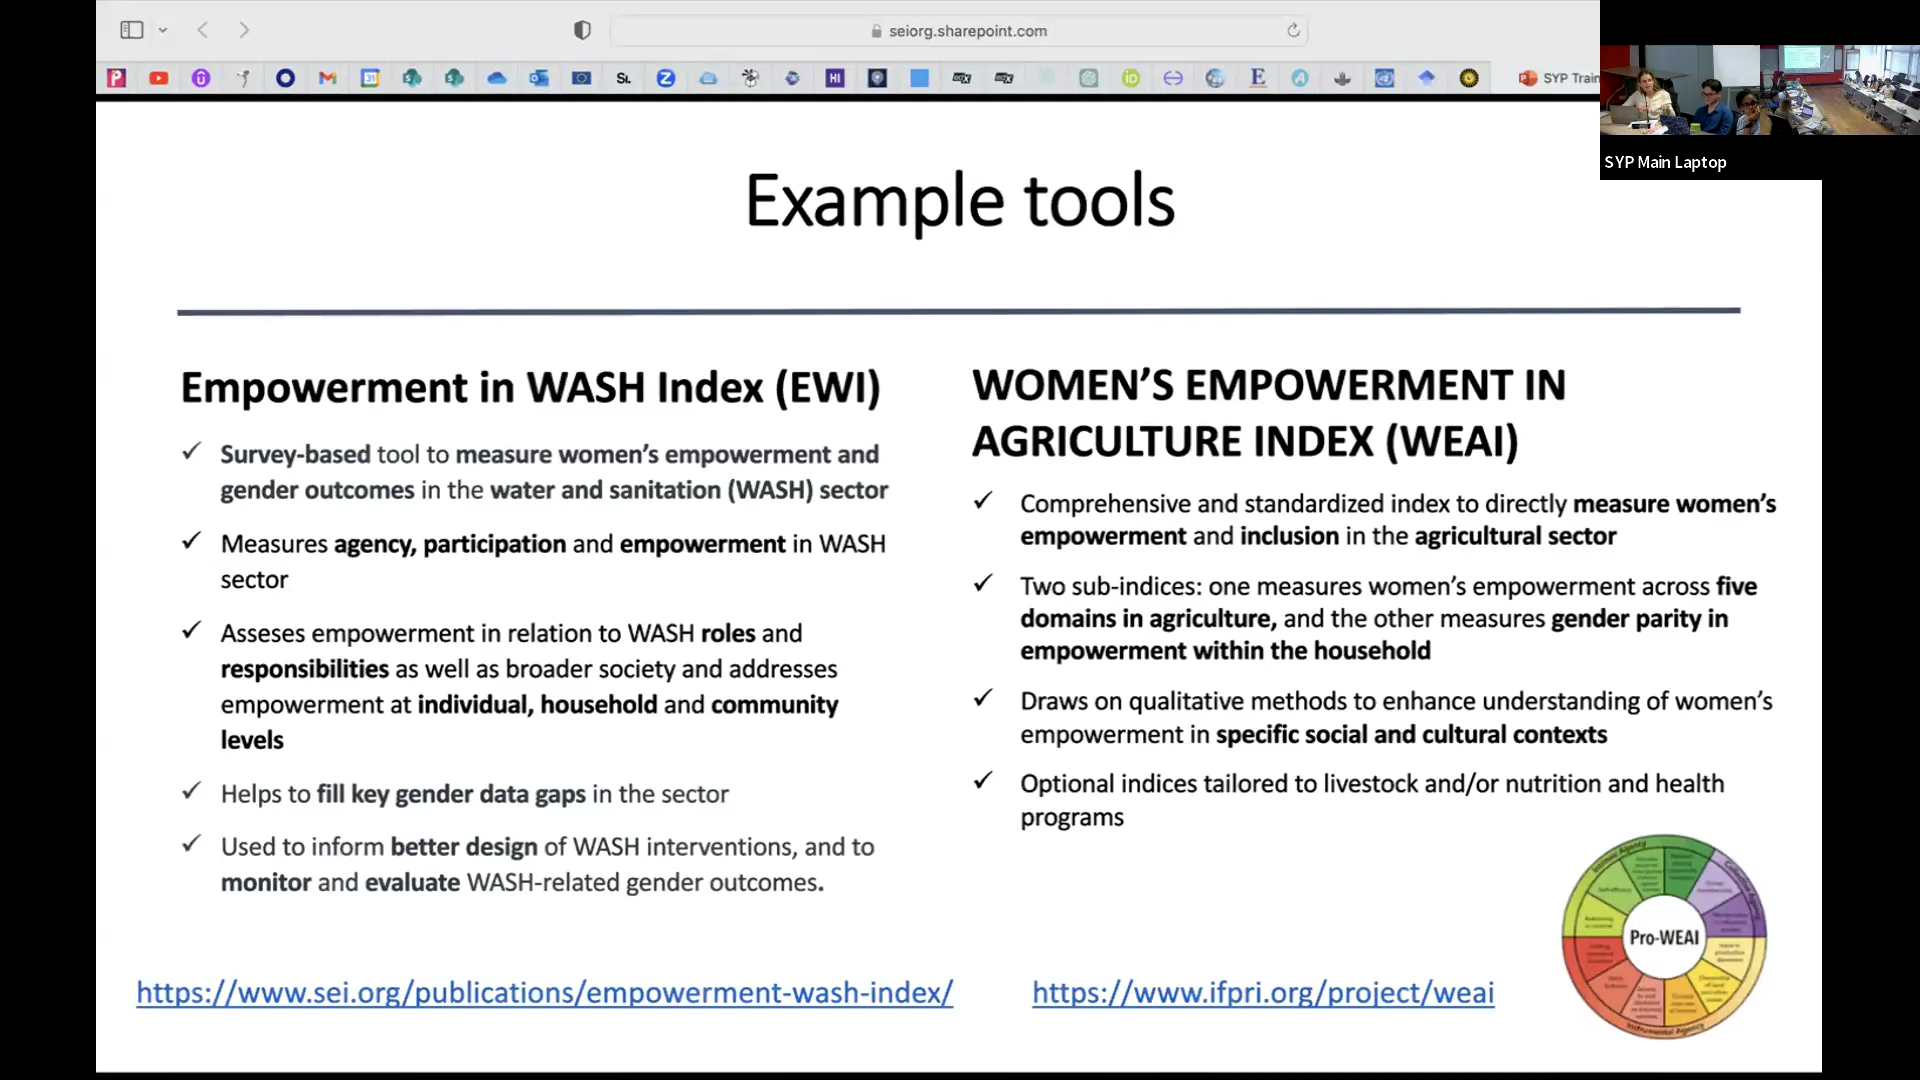 seiorg.sharepoint.com
SYP Train
SYP Main Laptop
Example tools
Empowerment in WASH Index (EWI)
Survey-based tool to measure women's empowerment and
gender outcomes in the water and sanitation (WASH) sector
Measures agency, participation and empowerment in WASH
sector
Asseses empowerment in relation to WASH roles and
responsibilities as well as broader society and addresses
empowerment at individual, household and community
levels
Helps to fill key gender data gaps in the sector
Used to inform better design of WASH interventions, and to
monitor and evaluate WASH-related gender outcomes.
https://www.sei.org/publications/empowerment-wash-index/
WOMEN'S EMPOWERMENT IN
AGRICULTURE INDEX (WEAI)
Comprehensive and standardized index to directly measure women's
empowerment and inclusion in the agricultural sector
Two sub-indices: one measures women's empowerment across five
domains in agriculture, and the other measures gender parity in
empowerment within the household
Draws on qualitative methods to enhance understanding of women's
empowerment in specific social and cultural contexts
Optional indices tailored to livestock and/or nutrition and health
programs
https://www.ifpri.org/project/weai
Pro-WEAI
Instrumental Agency